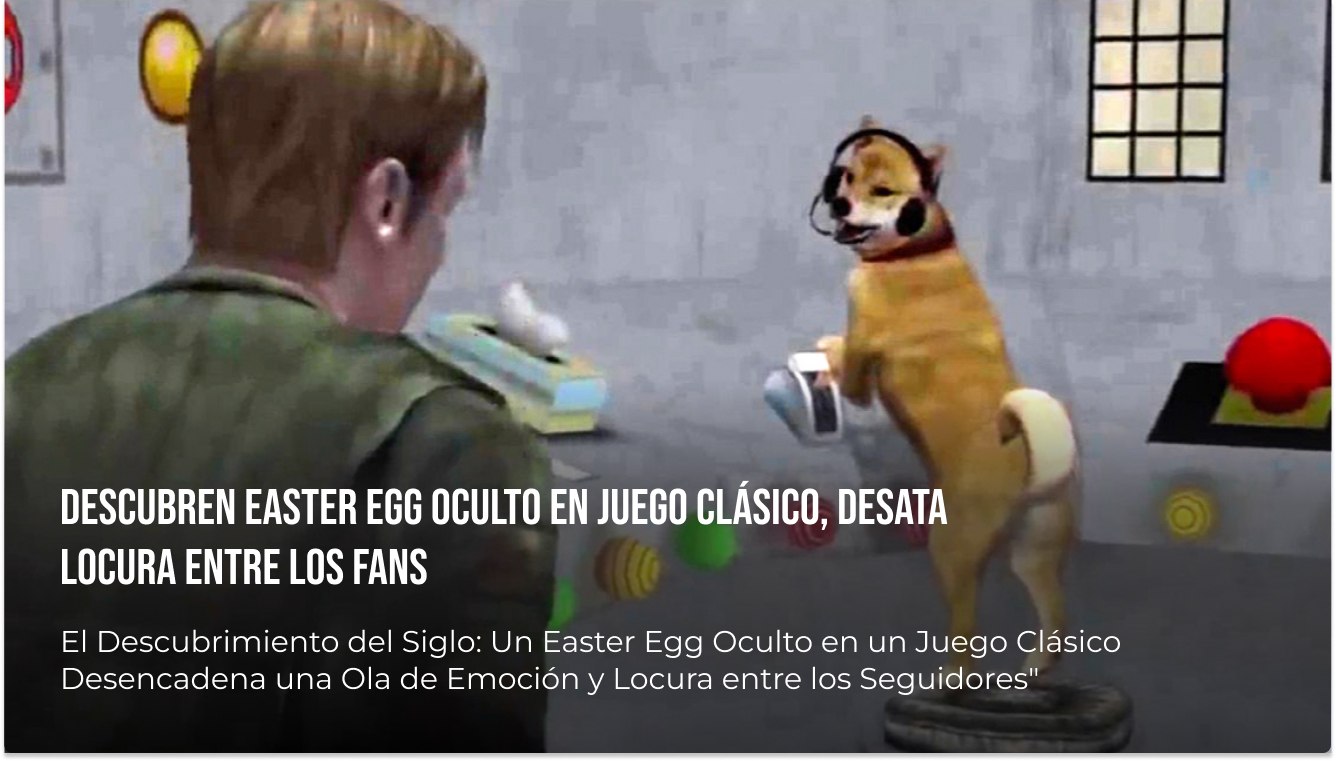 DESCUBREN EASTER EGG OCULTO EN JUEGO CLÁSICO, DESATA
LOCURA ENTRE LOS FANS
El Descubrimiento del Siglo: Un Easter Egg Oculto en un Juego Clásico
Desencadena una Ola de Emoción y Locura entre los Seguidores"